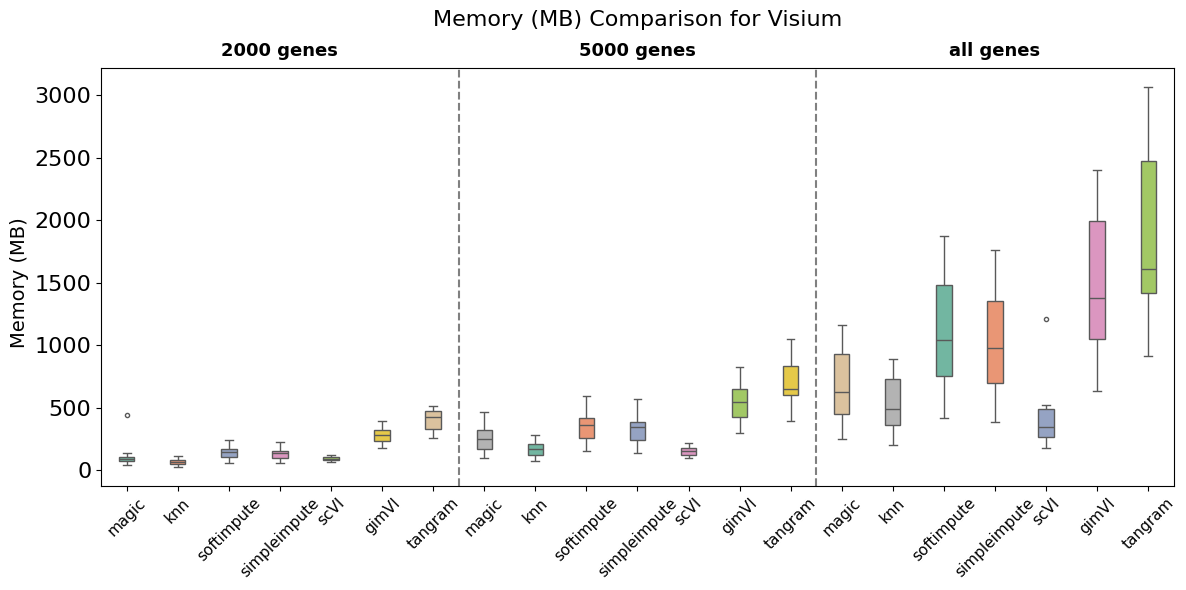 Memory (MB) Comparison for Visium
2000 genes
5000 genes
all genes
Memory (MB)
3000
2500
2000
1500
1000
500
0
magic
knn
softimpute
simpleimpute
scVI
gimVI
tangram
magic
knn
softimpute
simpleimpute
scVI
gimVI
tangram
magic
knn
softimpute
simpleimpute
scVI
gimVI
tangram